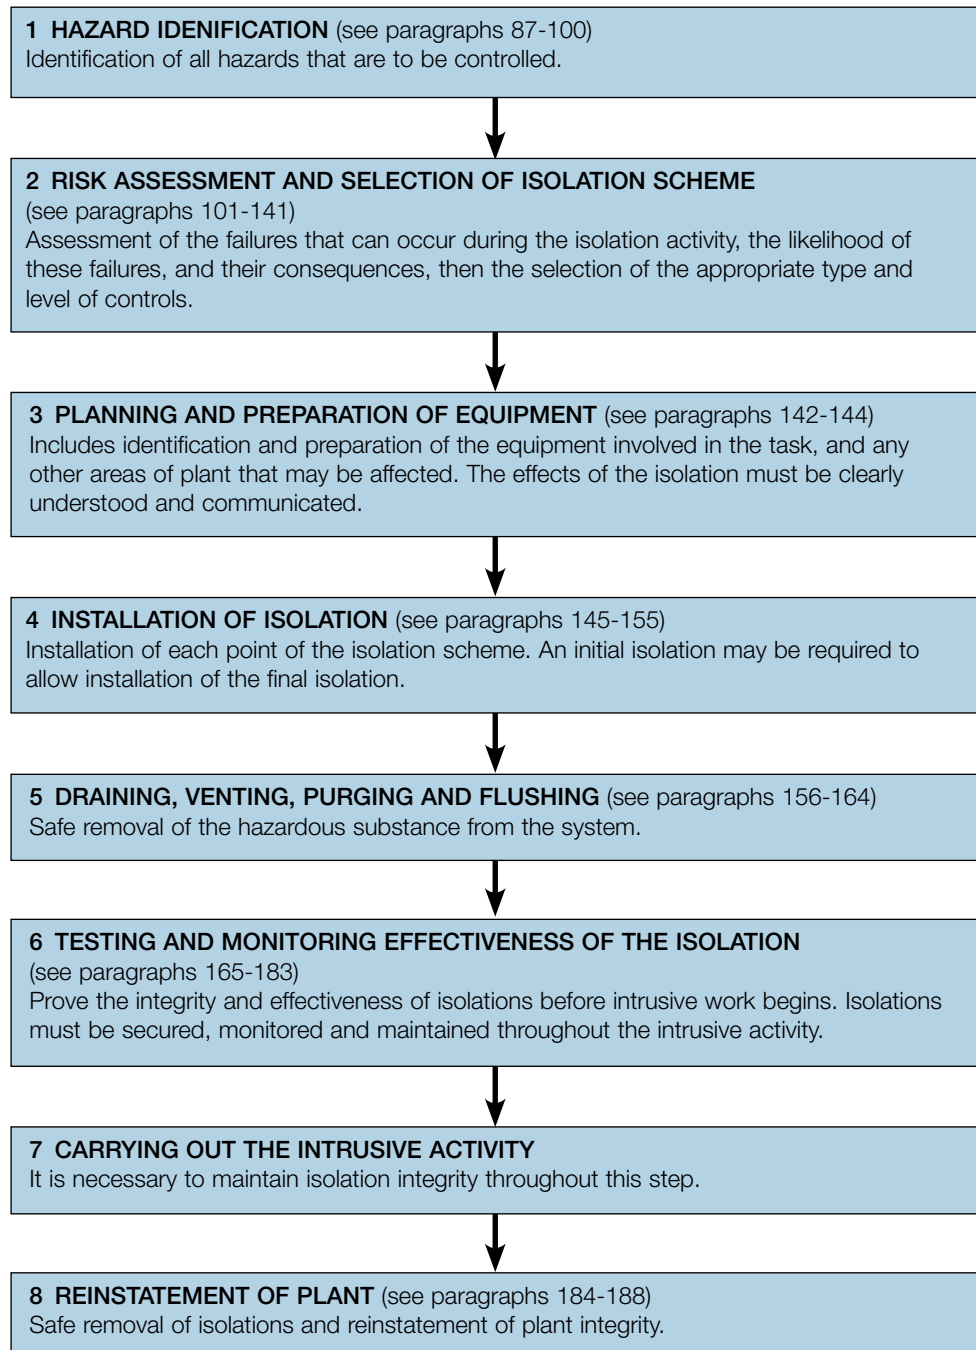 1 HAZARD IDENIFICATION (see paragraphs 87-100)
Identification of all hazards that are to be controlled.
2 RISK ASSESSMENT AND SELECTION OF ISOLATION SCHEME
(see paragraphs 101-141)
Assessment of the failures that can occur during the isolation activity, the likelihood of
these failures, and their consequences, then the selection of the appropriate type and
level of controls.
3 PLANNING AND PREPARATION OF EQUIPMENT (see paragraphs 142-144)
Includes identification and preparation of the equipment involved in the task, and any
other areas of plant that may be affected. The effects of the isolation must be clearly
understood and communicated.
4 INSTALLATION OF ISOLATION (see paragraphs 145-155)
Installation of each point of the isolation scheme. An initial isolation may be required to
allow installation of the final isolation.
5 DRAINING, VENTING, PURGING AND FLUSHING (see paragraphs 156-164)
Safe removal of the hazardous substance from the system.
6 TESTING AND MONITORING EFFECTIVENESS OF THE ISOLATION
(see paragraphs 165-183)
Prove the integrity and effectiveness of isolations before intrusive work begins. Isolations
must be secured, monitored and maintained throughout the intrusive activity.
7 CARRYING OUT THE INTRUSIVE ACTIVITY
It is necessary to maintain isolation integrity throughout this step.
8 REINSTATEMENT OF PLANT (see paragraphs 184-188)
Safe removal of isolations and reinstatement of plant integrity.